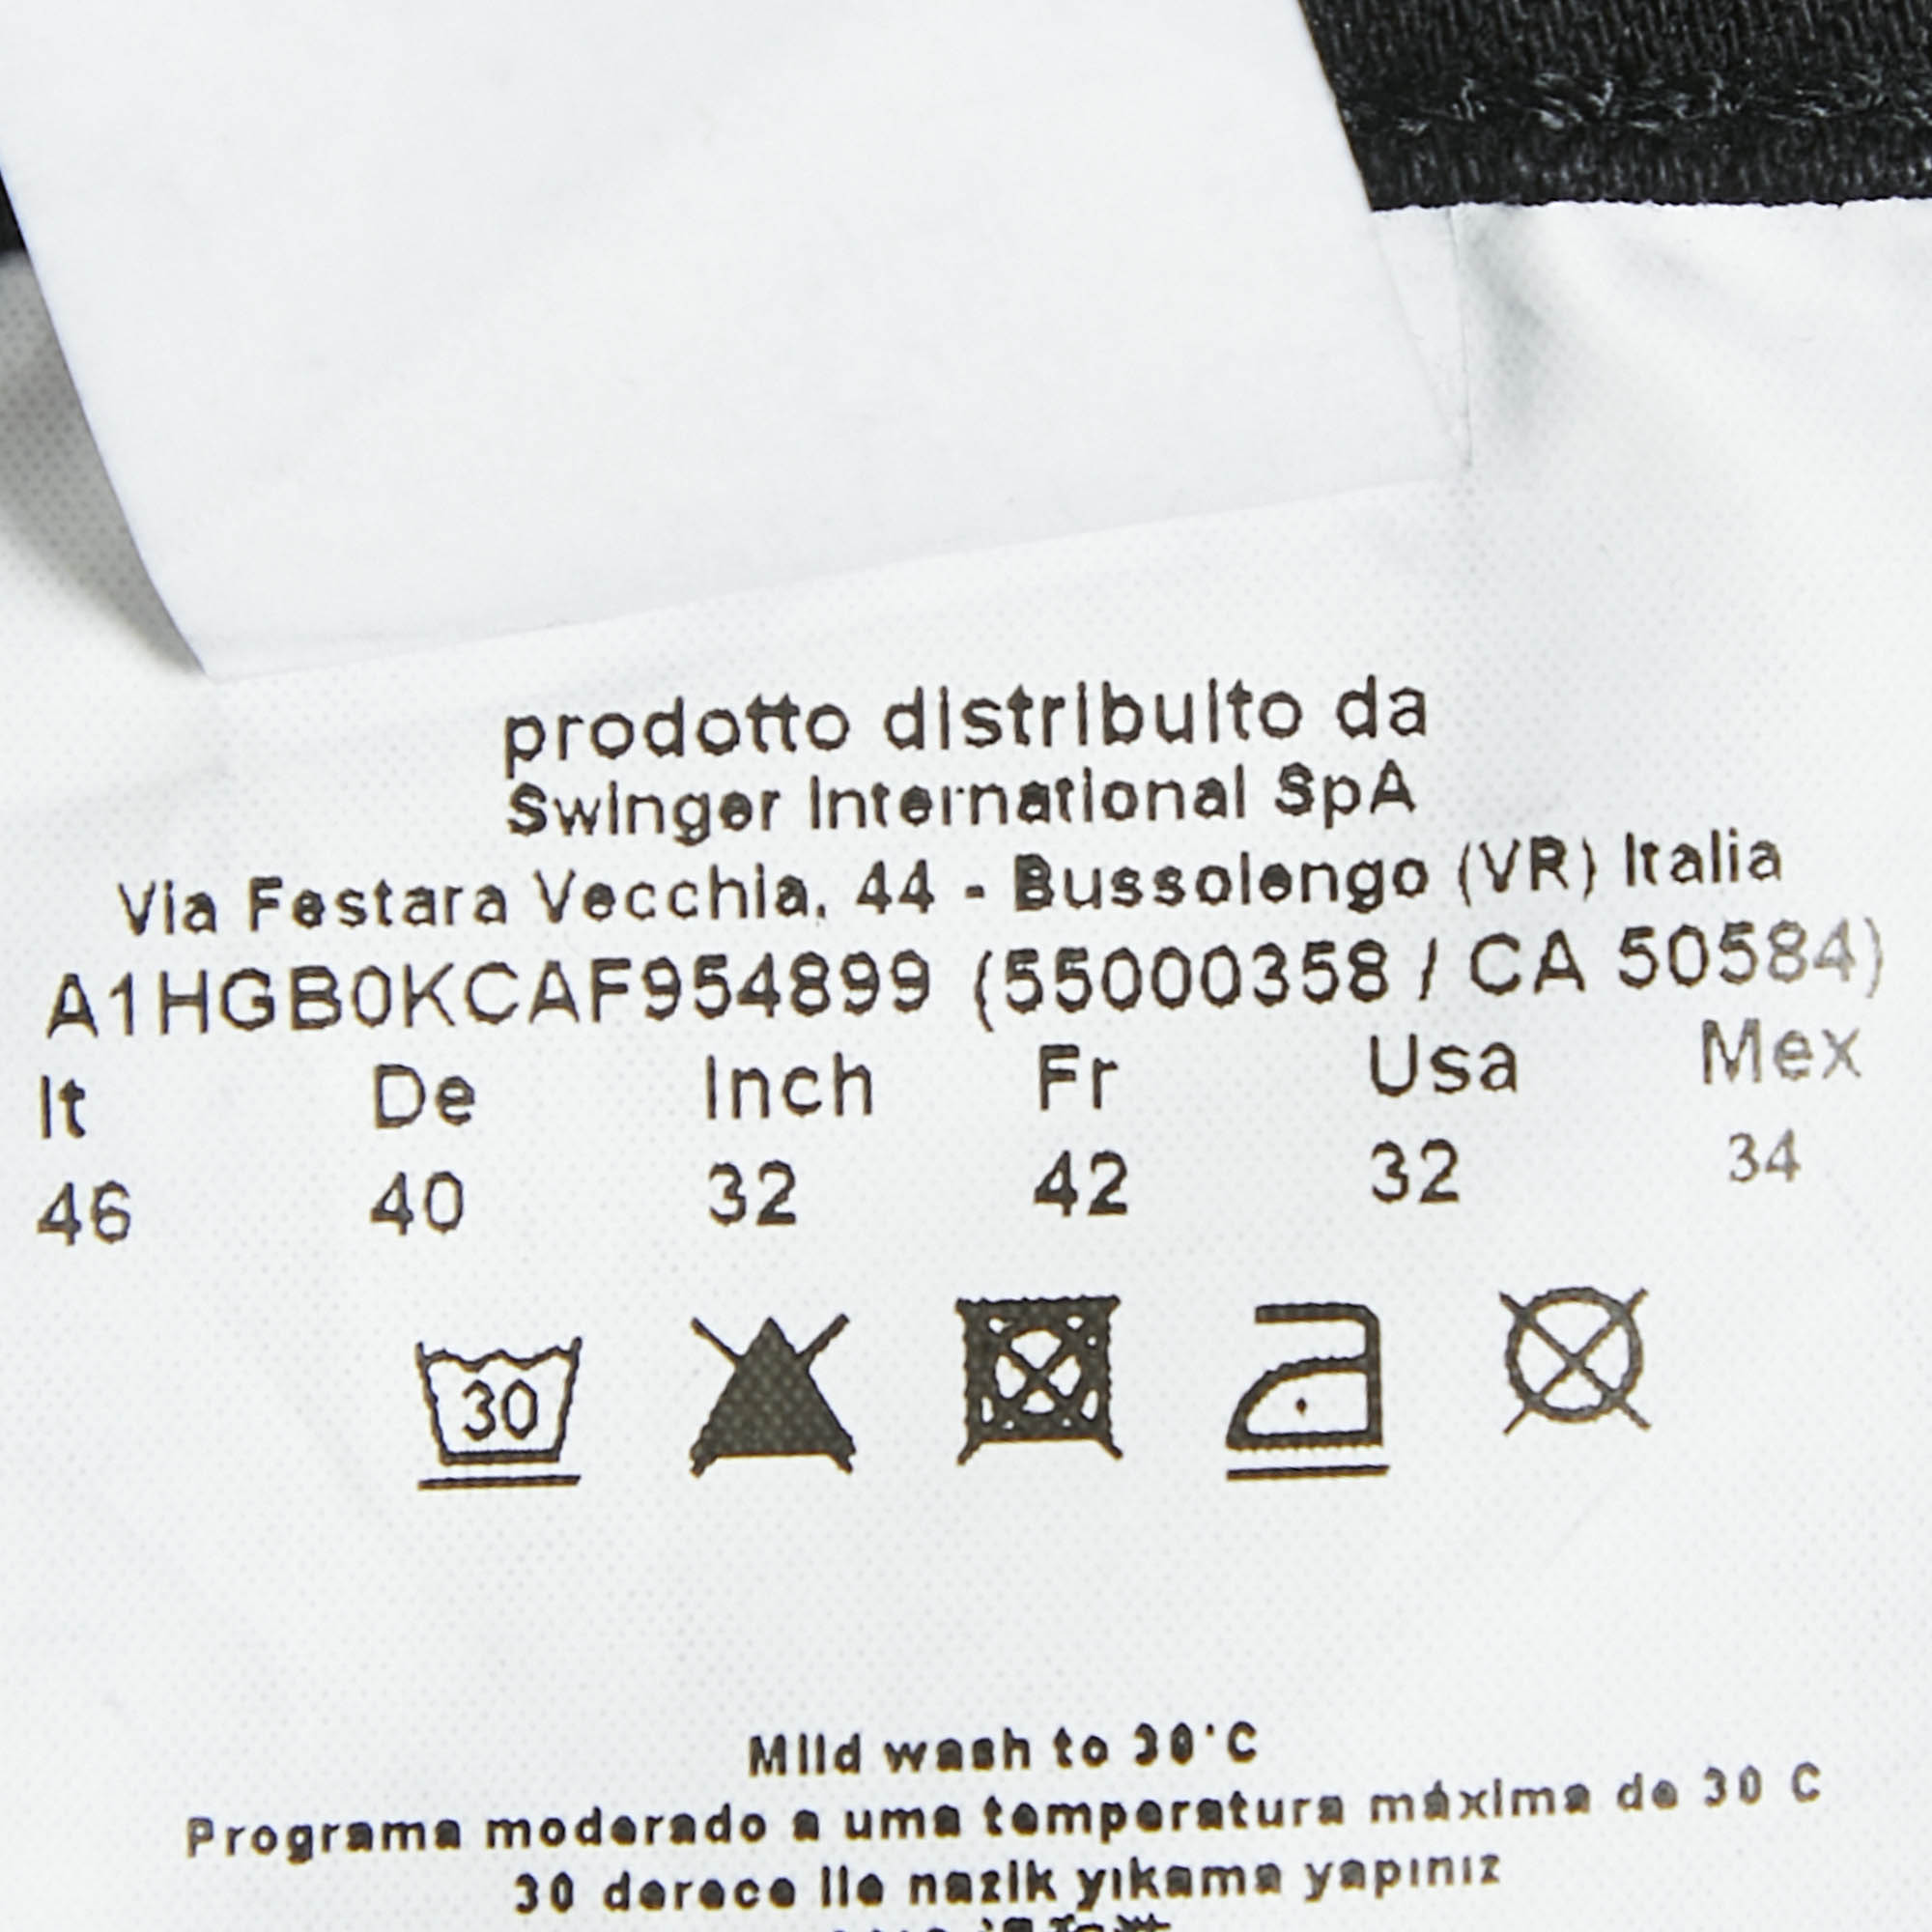 prodotto distribuito da
Swinger International SpA
Via Festara Vecchia, 44 - Bussolengo (VR) Italia
A1HGB0KCAF954899 (55000358 / CA 50584)
It De Inch Fr Usa Mex
46 40 32 42 32 34
30
Mild wash to 30°C
Programa moderado a uma temperatura máxima de 30 C
30 derece ile nazik yıkama yapınız